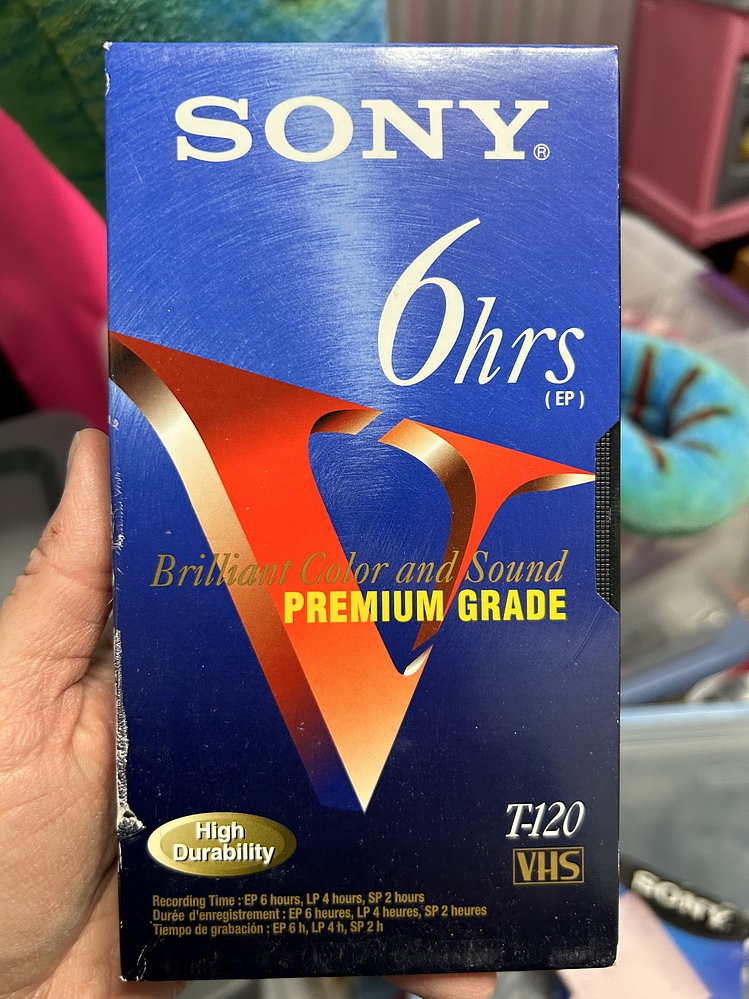 SONY®
6hrs
(EP)
Brilliant Color and Sound
PREMIUM GRADE
T-120
High
Durability
VHS
Recording Time : EP 6 hours, LP 4 hours, SP 2 hours
Durée d'enregistrement : EP 6 heures, LP 4 heures, SP 2 heures
Tiempo de grabación : EP 6 h, LP 4 h, SP 2 h
SONY